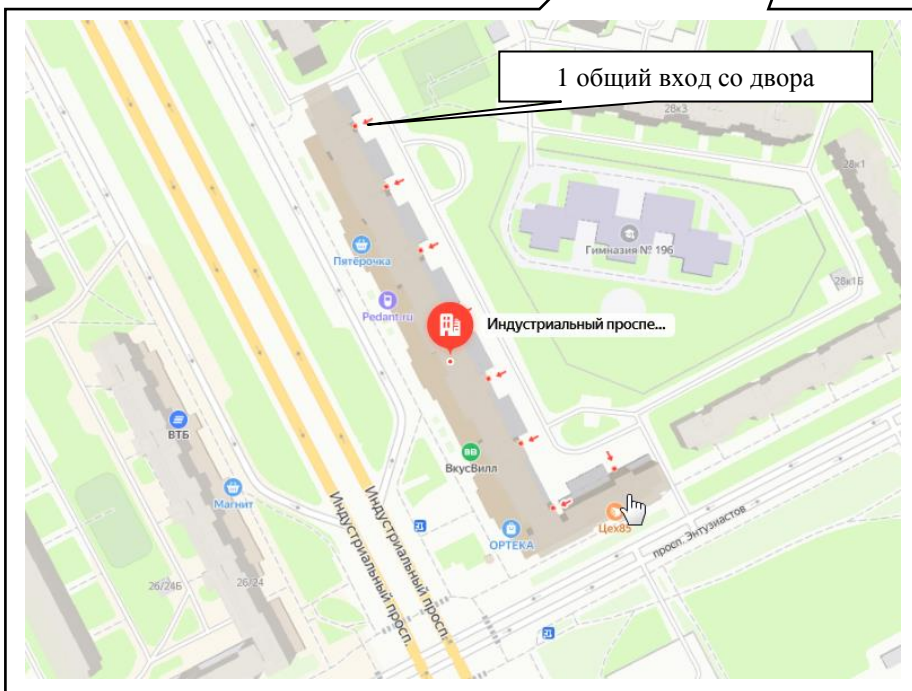 1 общий вход со двора
28к3
28к1
Гимназия № 196
28к1Б
Пятёрочка
Pedant.ru
Индустриальный проспе...
ВТБ
ВкусВилл
Магнит
Индустриальный просп.
Индустриальный просп.
ОРТЕКА
Цех85
просп. Энтузиастов
26/24Б
26/24